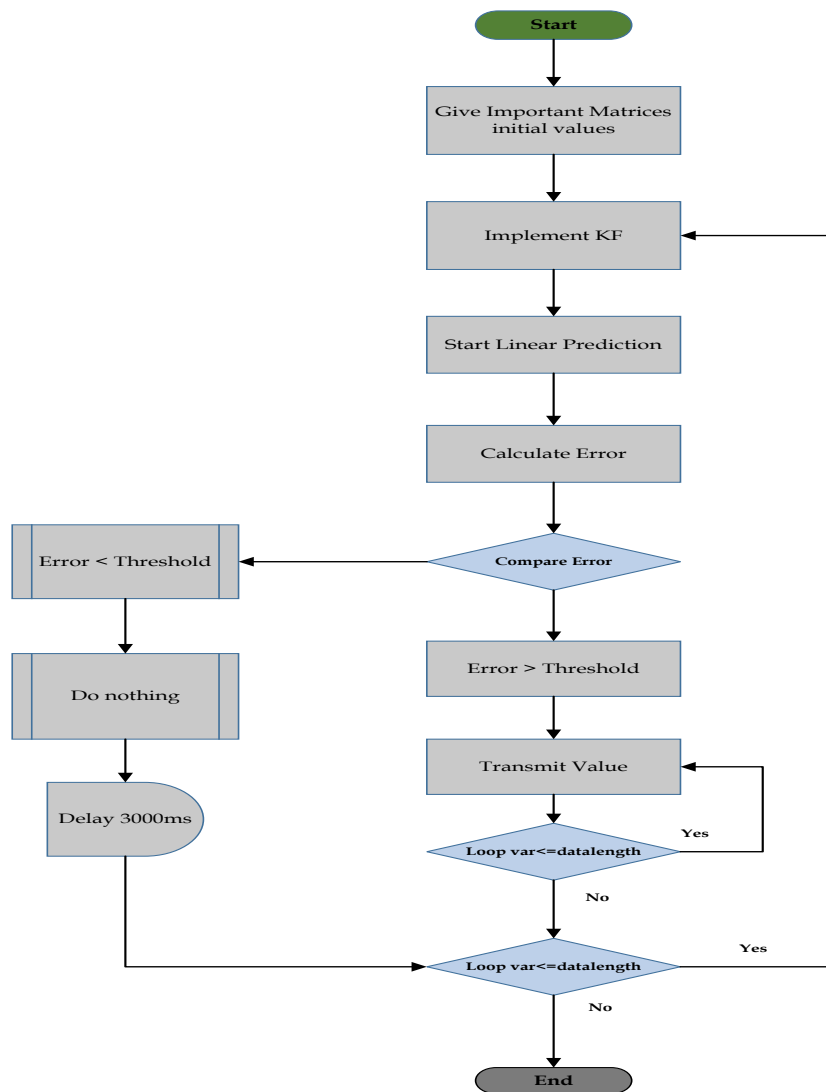 Start
Give Important Matrices
initial values
Implement KF
Start Linear Prediction
Calculate Error
Error < Threshold
Compare Error
Do nothing
Error > Threshold
Transmit Value
Delay 3000ms
Yes
Loop var<=datalength
No
Yes
Loop var<=datalength
No
End